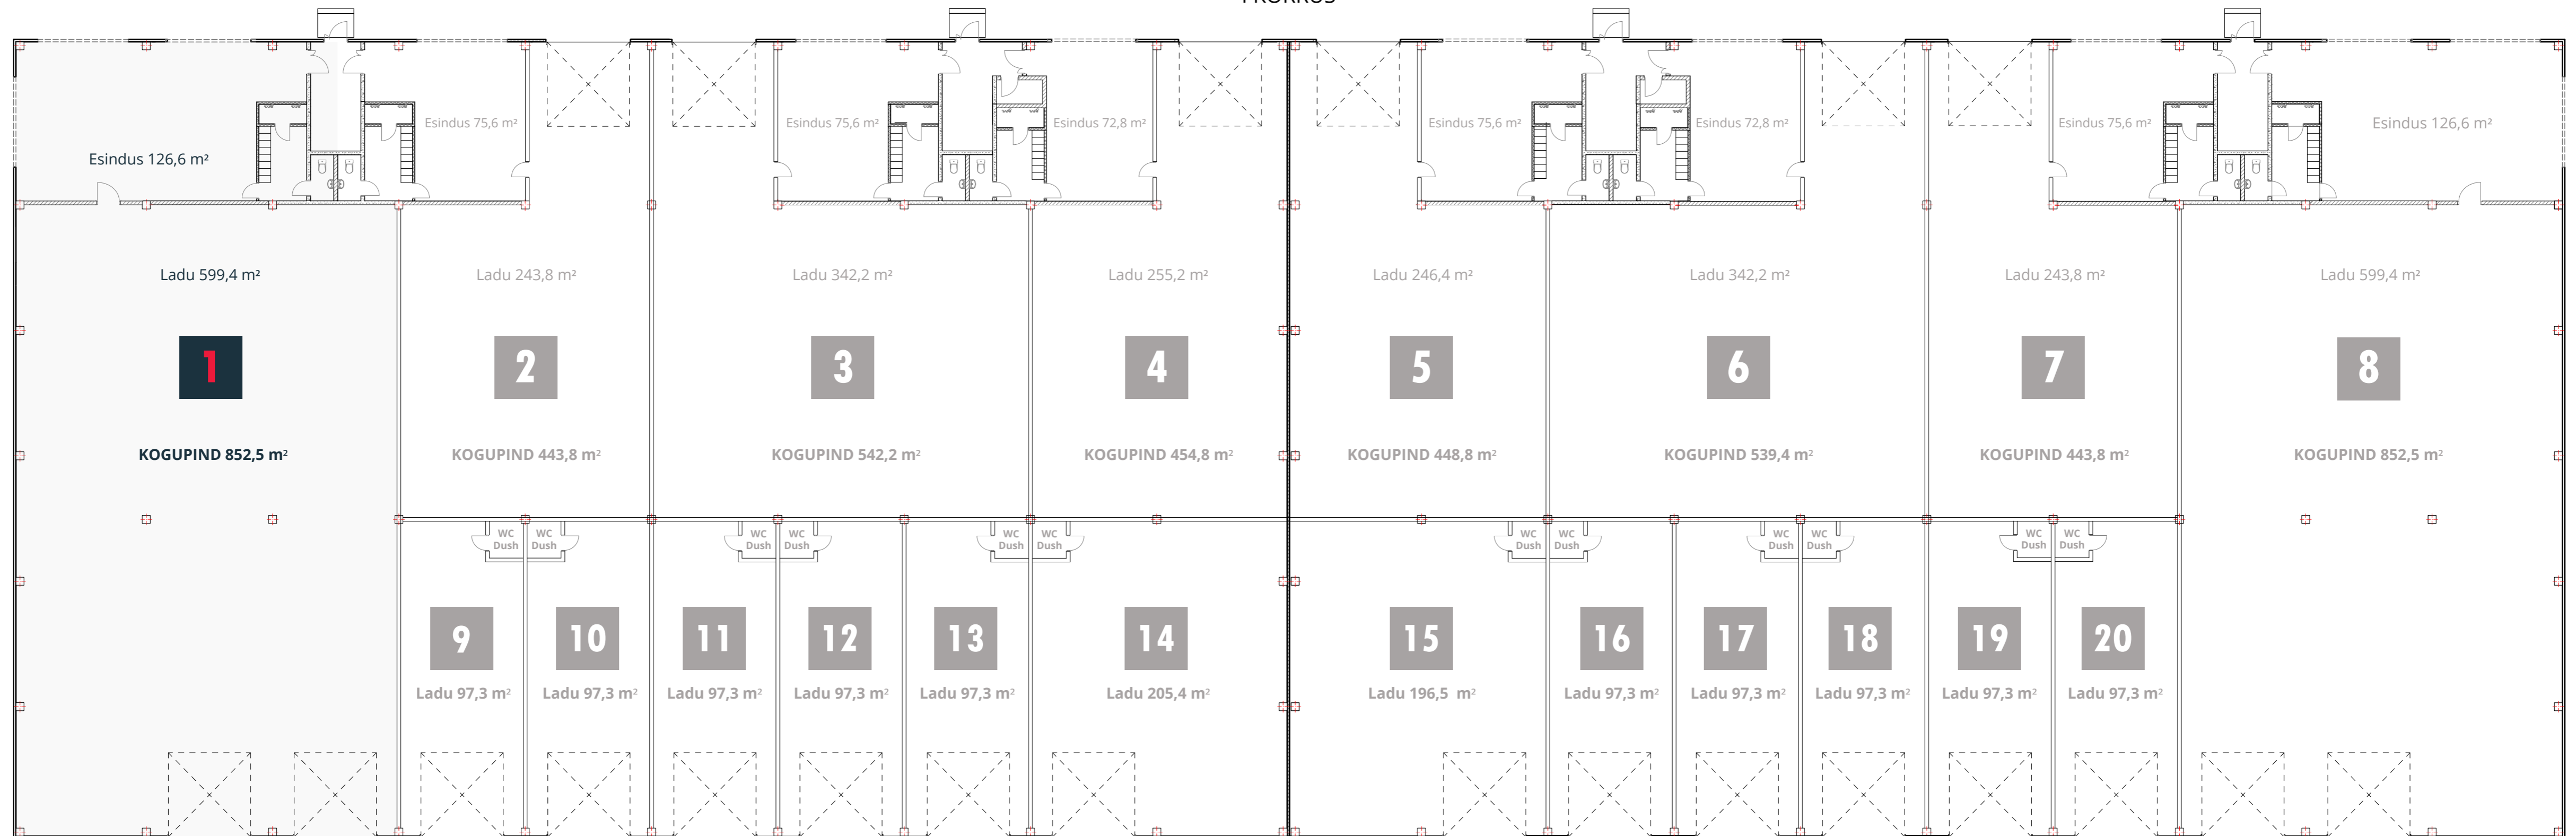 I KORRUS
Esindus 126,6 m²
Esindus 75,6 m²
Esindus 75,6 m²
Esindus 72,8 m²
Esindus 75,6 m²
Esindus 72,8 m²
Esindus 75,6 m²
Esindus 126,6 m²
Ladu 599,4 m²
Ladu 243,8 m²
Ladu 342,2 m²
Ladu 255,2 m²
Ladu 246,4 m²
Ladu 342,2 m²
Ladu 243,8 m²
Ladu 599,4 m²
1
2
3
4
5
6
7
8
KOGUPIND 852,5 m²
KOGUPIND 443,8 m²
KOGUPIND 542,2 m²
KOGUPIND 454,8 m²
KOGUPIND 448,8 m²
KOGUPIND 539,4 m²
KOGUPIND 443,8 m²
KOGUPIND 852,5 m²
WC
Dush
WC
Dush
WC
Dush
WC
Dush
WC
Dush
WC
Dush
WC
Dush
WC
Dush
WC
Dush
WC
Dush
WC
Dush
WC
Dush
9
10
11
12
13
14
15
16
17
18
19
20
Ladu 97,3 m²
Ladu 97,3 m²
Ladu 97,3 m²
Ladu 97,3 m²
Ladu 97,3 m²
Ladu 205,4 m²
Ladu 196,5 m²
Ladu 97,3 m²
Ladu 97,3 m²
Ladu 97,3 m²
Ladu 97,3 m²
Ladu 97,3 m²